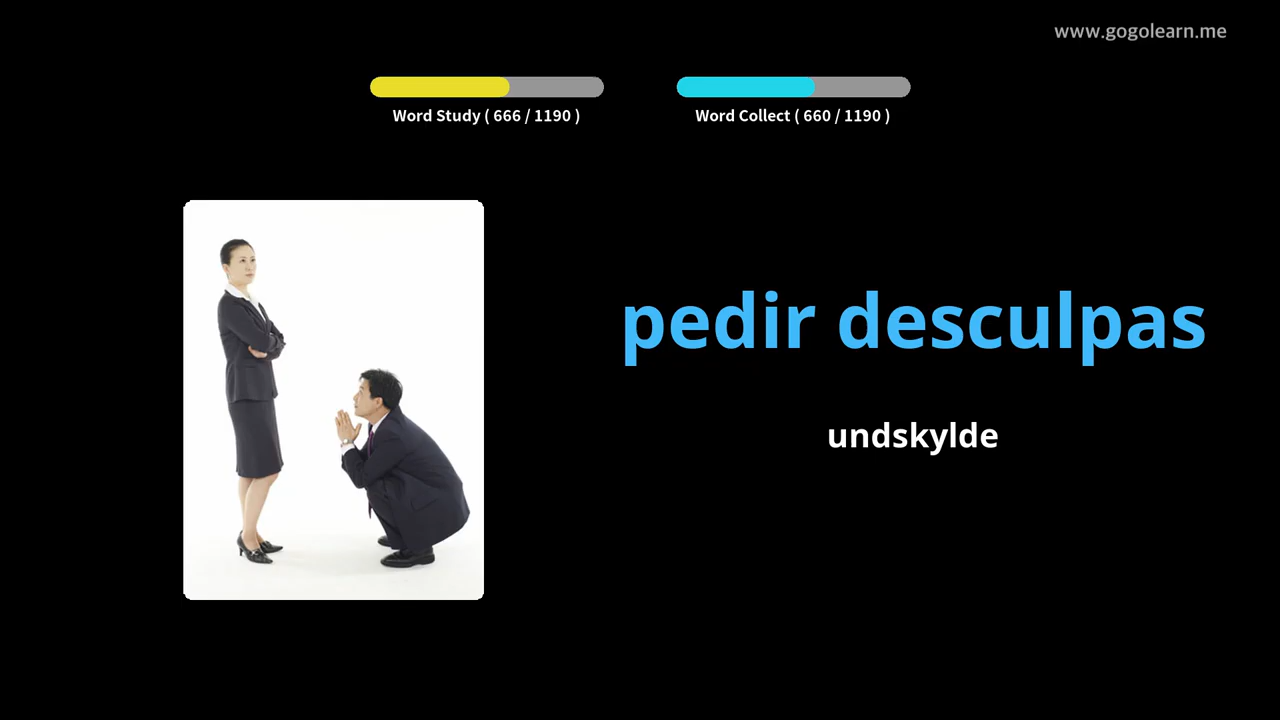 www.gogolearn.me
Word Study ( 666 / 1190 )
Word Collect ( 660 / 1190 )
pedir desculpas
undskylde